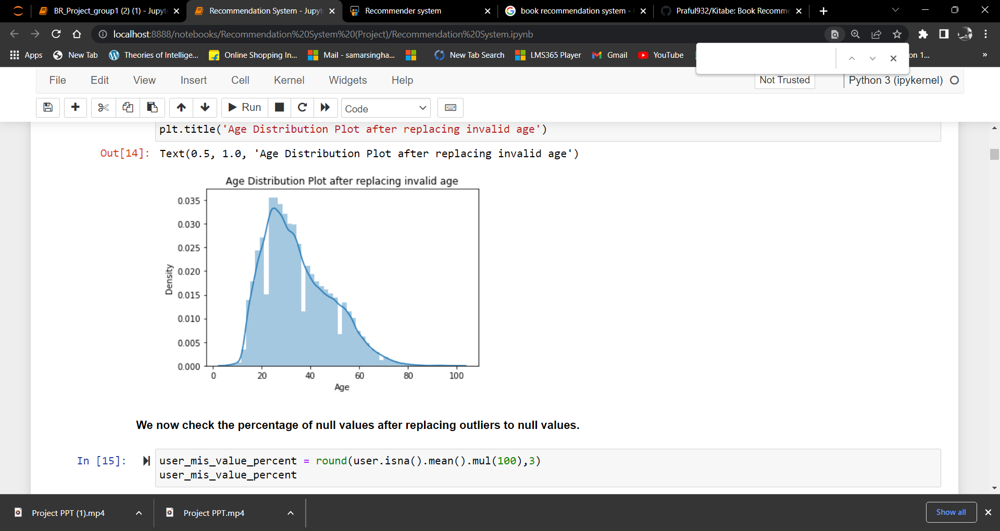 BR_Project_group1 (2) (1) - Jupyt
Recommendation System - Jupyt
Recommender system
book recommendation system -
Praful932/Kitabe: Book Recomm
localhost:8888/notebooks/Recommendation%20System%20(Project)/Recommendation%20System.ipynb
Apps
New Tab
Theories of Intellige...
Online Shopping In...
Mail - samarsingha...
New Tab Search
LMS365 Player
Gmail
YouTube
on 1...
»
File Edit View Insert Cell Kernel Widgets Help
Not Trusted
Python 3 (ipykernel)
Run
Code
plt.title('Age Distribution Plot after replacing invalid age')
Out[14]: Text(0.5, 1.0, 'Age Distribution Plot after replacing invalid age')
Age Distribution Plot after replacing invalid age
0.035
0.030
0.025
0.020
0.015
0.010
0.005
0.000
Density
0 20 40 60 80 100
Age
We now check the percentage of null values after replacing outliers to null values.
In [15]: user_mis_value_percent = round(user.isna().mean().mul(100),3)
user_mis_value_percent
Project PPT (1).mp4
Project PPT.mp4
Show all